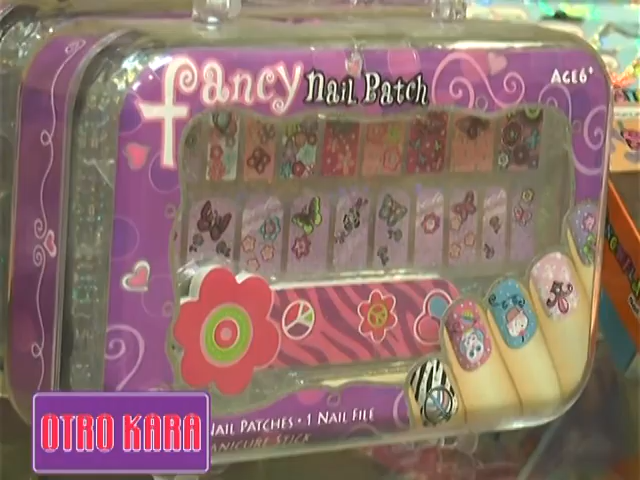 fancy Nail Patch
AGE6+
NAIL PATCHES • 1 NAIL FILE
MANICURE STICK
OTRO KARA